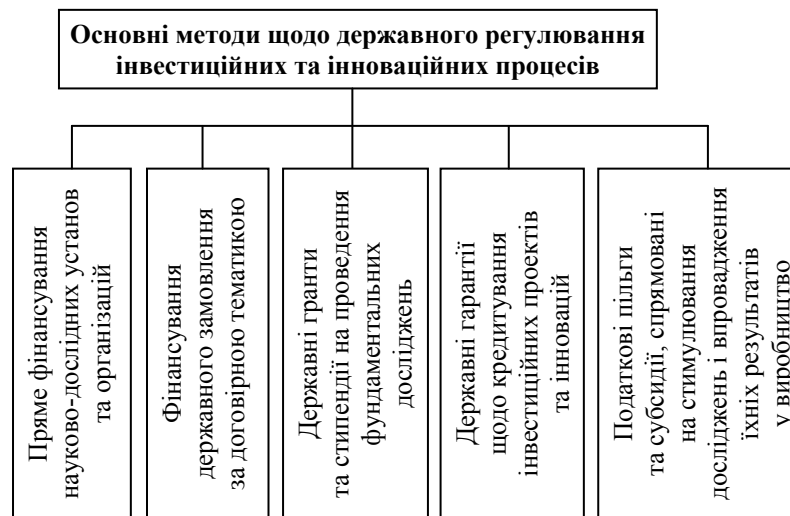 Основні методи щодо державного регулювання
інвестиційних та інноваційних процесів
Пряме фінансування
науково-дослідних установ
та організацій
Фінансування
державного замовлення
за договірною тематикою
Державні гранти
та стипендії на проведення
фундаментальних
досліджень
Державні гарантії
щодо кредитування
інвестиційних проектів
та інновацій
Податкові пільги
та субсидії, спрямовані
на стимулювання
досліджень і впровадження
їхніх результатів
у виробництво